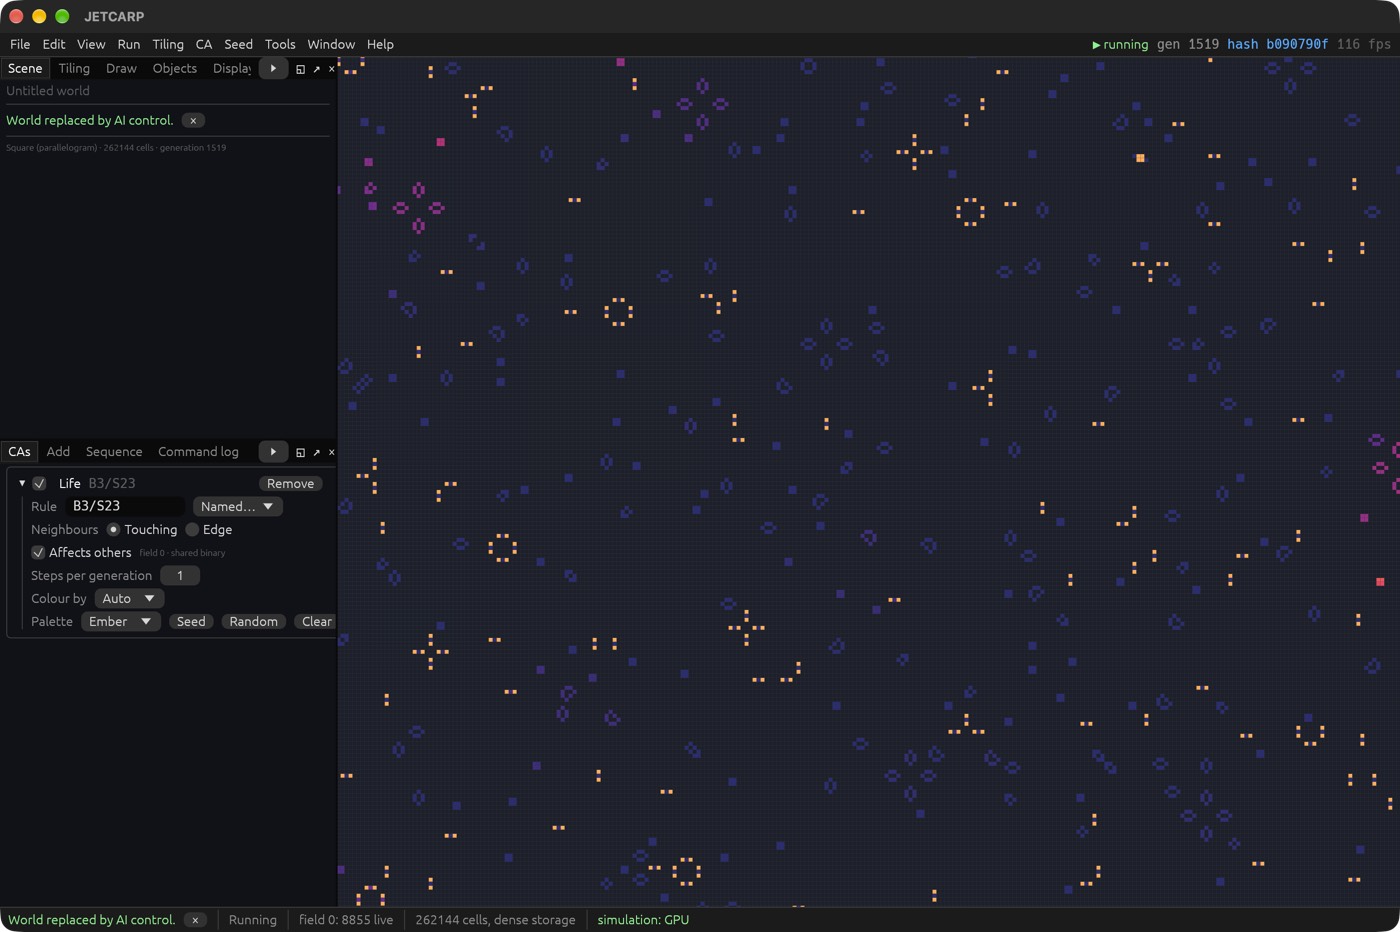 JETCARP
File Edit View Run Tiling CA Seed Tools Window Help
running gen 1519 hash b090790f 116 fps
Scene Tiling Draw Objects Display
Untitled world
World replaced by AI control.
Square (parallelogram) · 262144 cells · generation 1519
CAs Add Sequence Command log
Life B3/S23 Remove
Rule B3/S23 Named...
Neighbours Touching Edge
Affects others field 0 · shared binary
Steps per generation 1
Colour by Auto
Palette Ember Seed Random Clear
World replaced by AI control. Running field 0: 8855 live 262144 cells, dense storage simulation: GPU